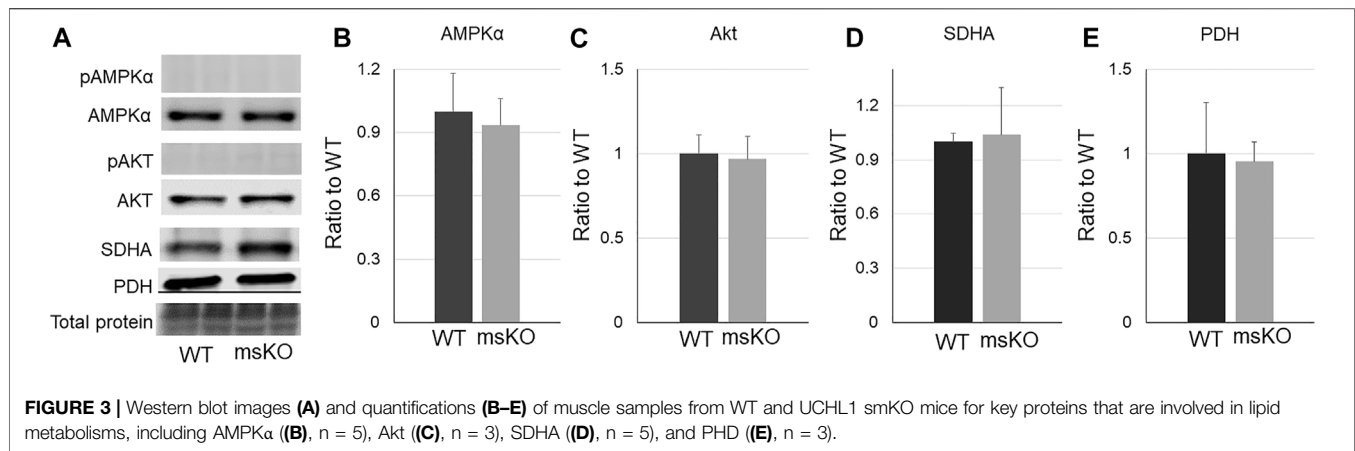 A
pAMPKα
AMPKα
pAKT
AKT
SDHA
PDH
Total protein
WT msKO
B
AMPKα
Ratio to WT
1.2
0.9
0.6
0.3
0
WT msKO
C
Akt
Ratio to WT
1.5
1
0.5
0
WT msKO
D
SDHA
Ratio to WT
1.2
0.9
0.6
0.3
0
WT msKO
E
PDH
Ratio to WT
1.5
1
0.5
0
WT msKO
FIGURE 3 | Western blot images (A) and quantifications (B–E) of muscle samples from WT and UCHL1 smKO mice for key proteins that are involved in lipid
metabolisms, including AMPKα ((B), n = 5), Akt ((C), n = 3), SDHA ((D), n = 5), and PHD ((E), n = 3).